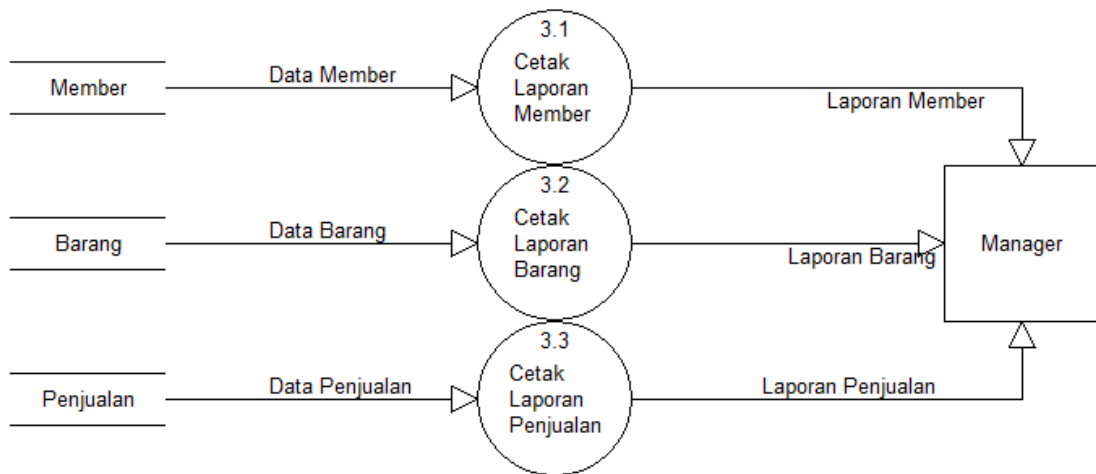 3.1
Member
Data Member
Cetak
Laporan
Member
Laporan Member
3.2
Barang
Data Barang
Cetak
Laporan
Barang
Laporan Barang
Manager
3.3
Penjualan
Data Penjualan
Cetak
Laporan
Penjualan
Laporan Penjualan